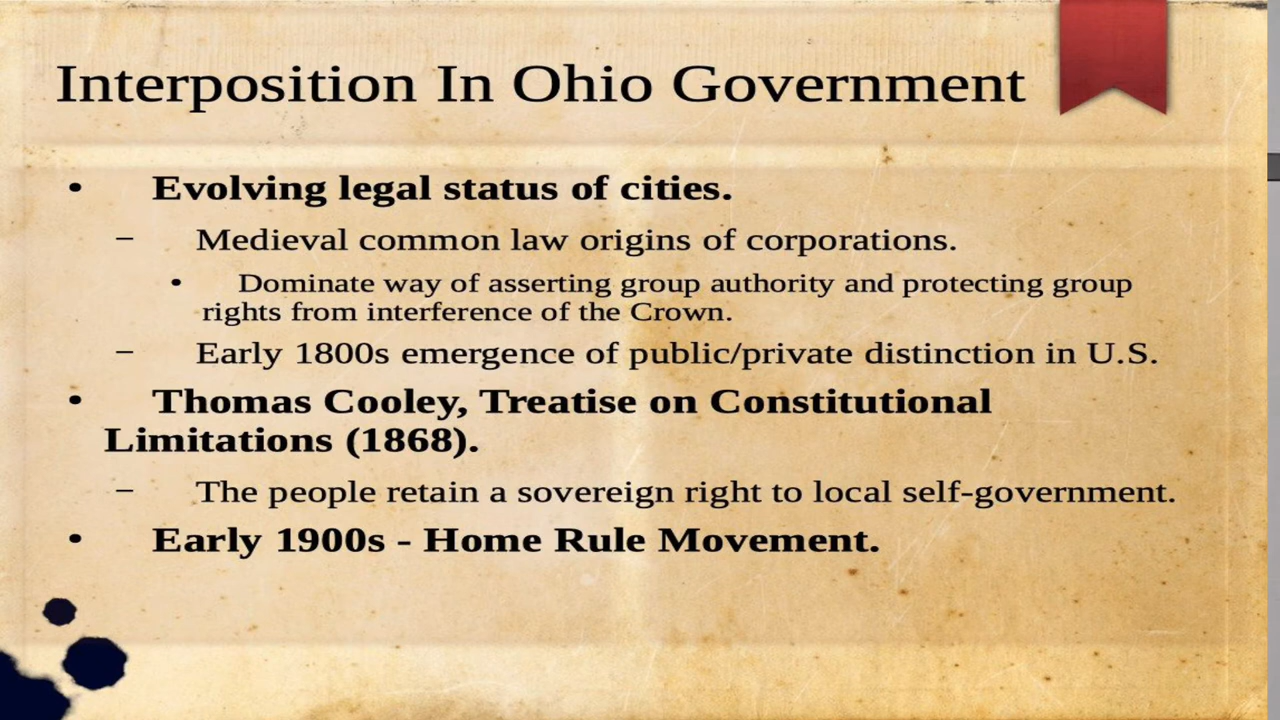 Interposition In Ohio Government
• Evolving legal status of cities.
– Medieval common law origins of corporations.
• Dominate way of asserting group authority and protecting group
rights from interference of the Crown.
– Early 1800s emergence of public/private distinction in U.S.
• Thomas Cooley, Treatise on Constitutional
Limitations (1868).
– The people retain a sovereign right to local self-government.
• Early 1900s - Home Rule Movement.